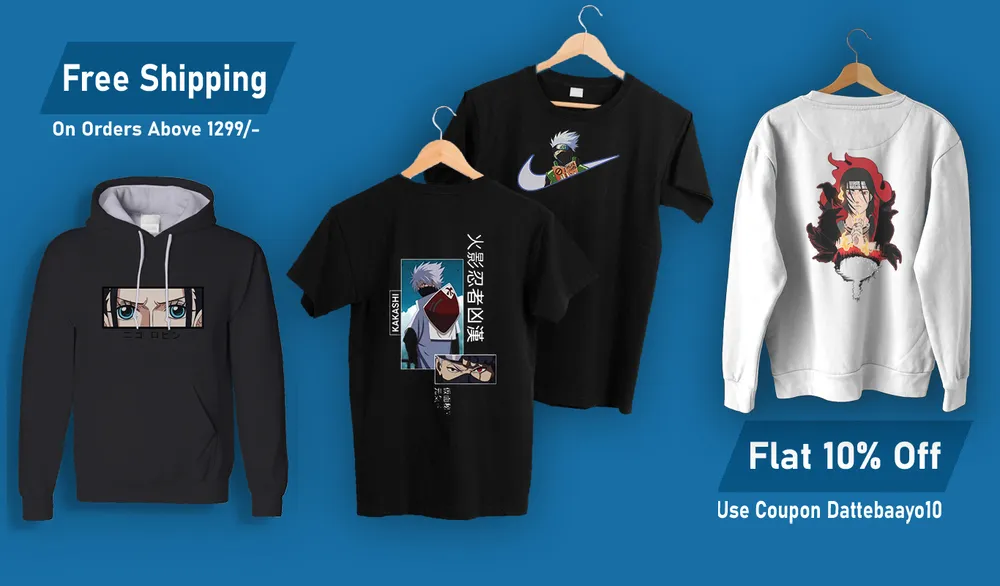 Free Shipping
On Orders Above 1299/-
火影忍者凶漢
KAKASHI
Flat 10% Off
Use Coupon Dattebaayo10